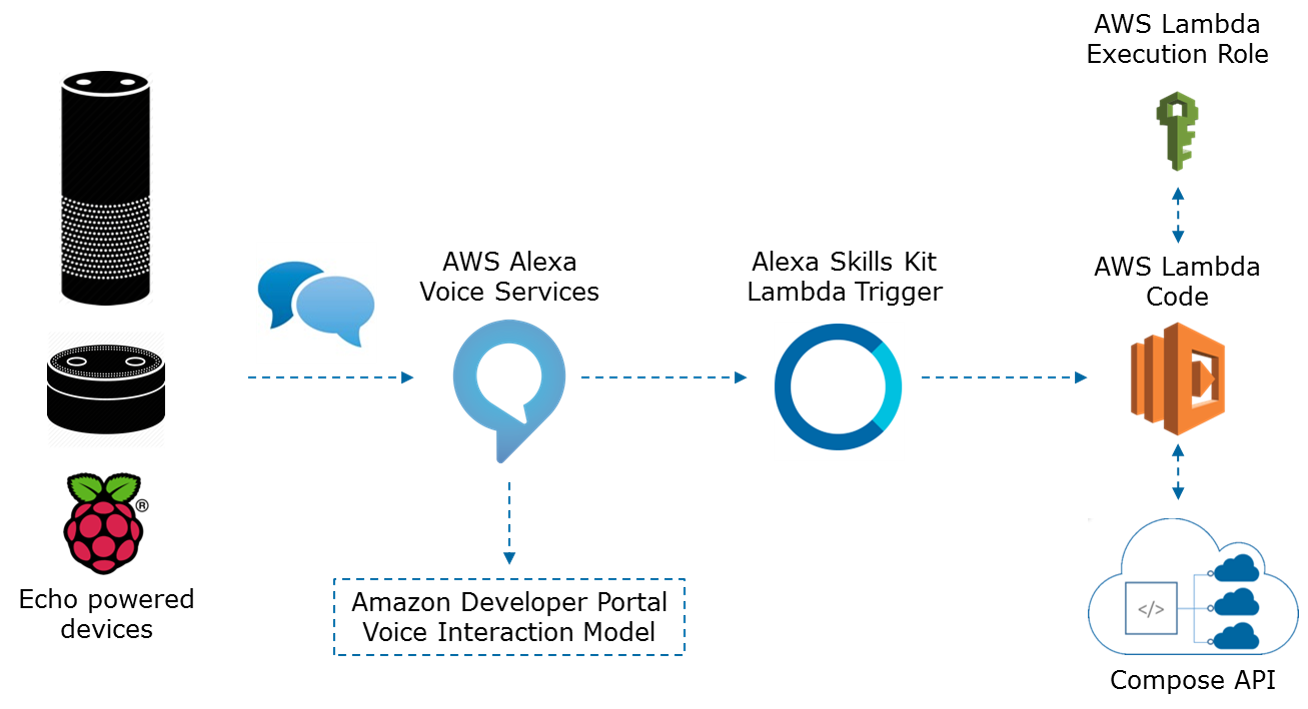 AWS Lambda
Execution Role
AWS Alexa
Voice Services
Alexa Skills Kit
Lambda Trigger
AWS Lambda
Code
®
Echo powered
devices
Amazon Developer Portal
Voice Interaction Model
</>
Compose API